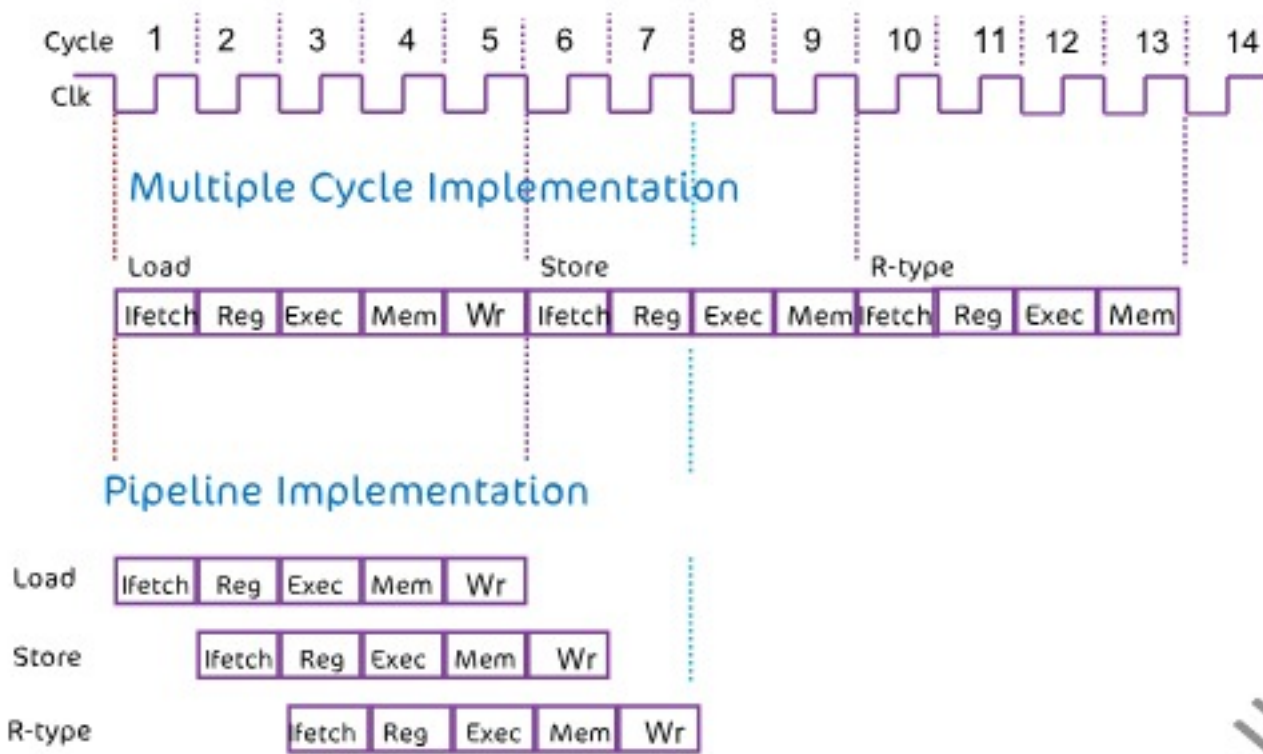 Cycle 1 2 3 4 5 6 7 8 9 10 11 12 13 14
Clk
Multiple Cycle Implementation
Load Store R-type
Ifetch Reg Exec Mem Wr Ifetch Reg Exec Mem Ifetch Reg Exec Mem
Pipeline Implementation
Load Ifetch Reg Exec Mem Wr
Store Ifetch Reg Exec Mem Wr
R-type Ifetch Reg Exec Mem Wr